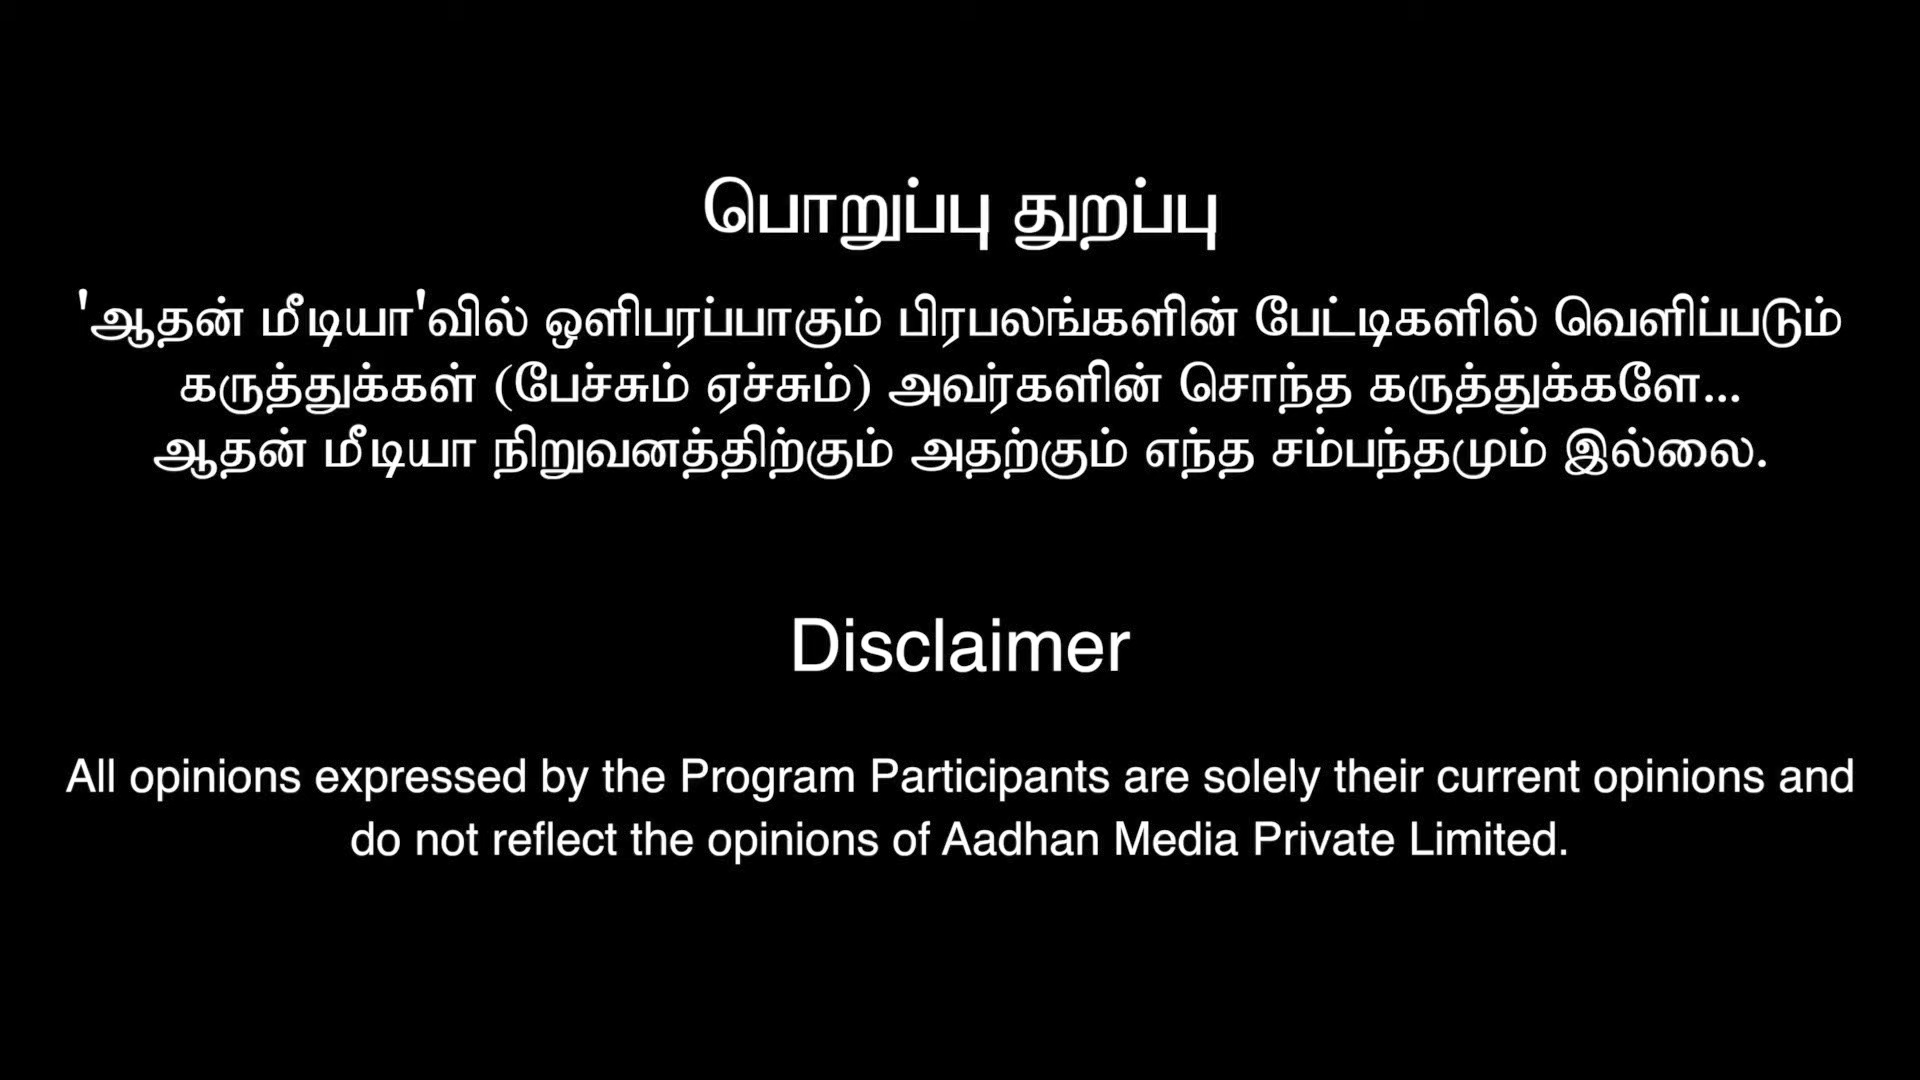 பொறுப்பு துறப்பு
'ஆதன் மீடியா'வில் ஒளிபரப்பாகும் பிரபலங்களின் பேட்டிகளில் வெளிப்படும்
கருத்துக்கள் (பேச்சும் ஏச்சும்) அவர்களின் சொந்த கருத்துக்களே...
ஆதன் மீடியா நிறுவனத்திற்கும் அதற்கும் எந்த சம்பந்தமும் இல்லை.
Disclaimer
All opinions expressed by the Program Participants are solely their current opinions and
do not reflect the opinions of Aadhan Media Private Limited.